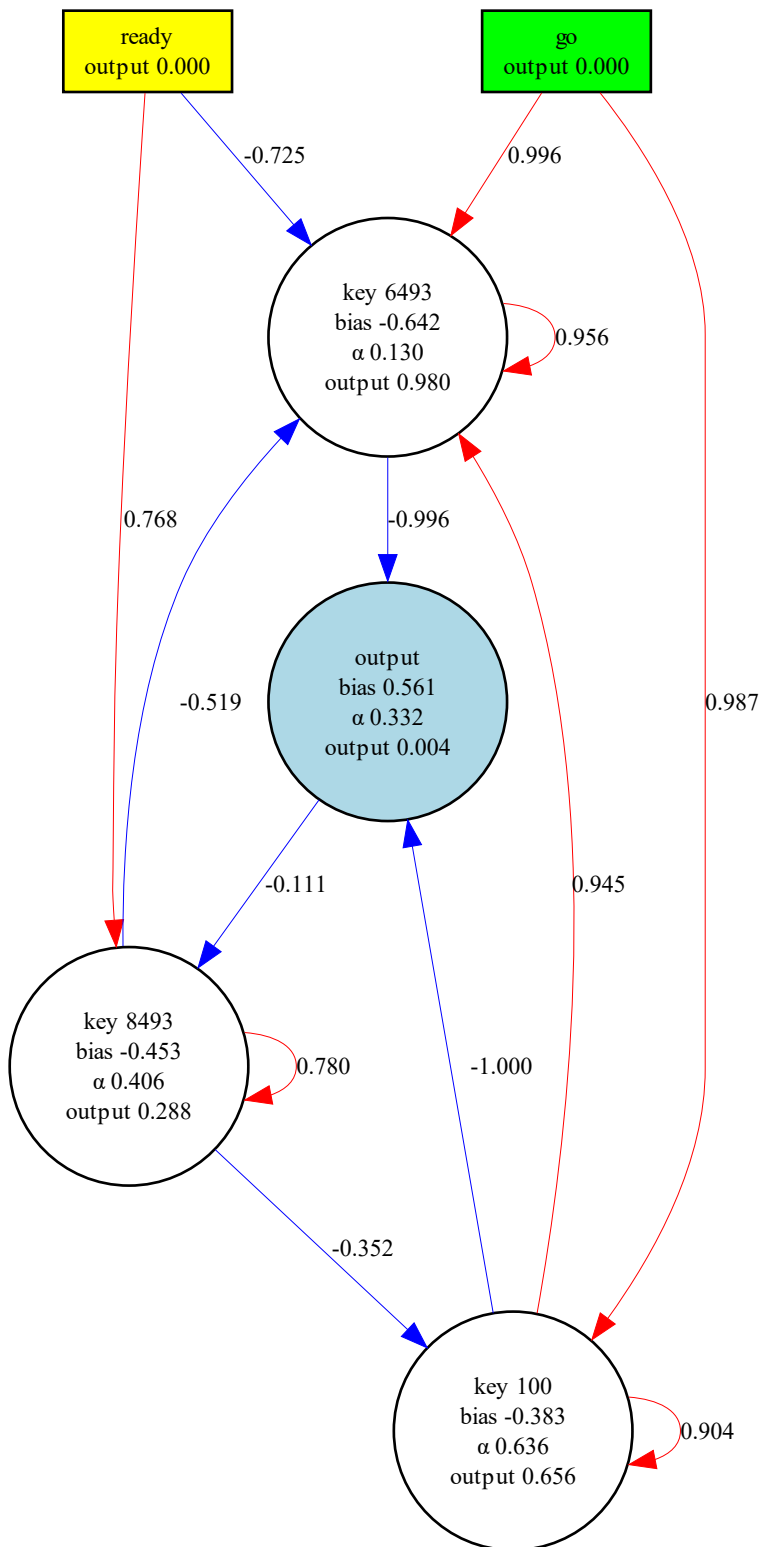 ready
output 0.000
go
output 0.000
-0.725
0.996
key 6493
bias -0.642
α 0.130
output 0.980
0.956
0.768
-0.996
output
bias 0.561
α 0.332
output 0.004
-0.519
0.987
-0.111
0.945
key 8493
bias -0.453
α 0.406
output 0.288
0.780
-1.000
-0.352
key 100
bias -0.383
α 0.636
output 0.656
0.904